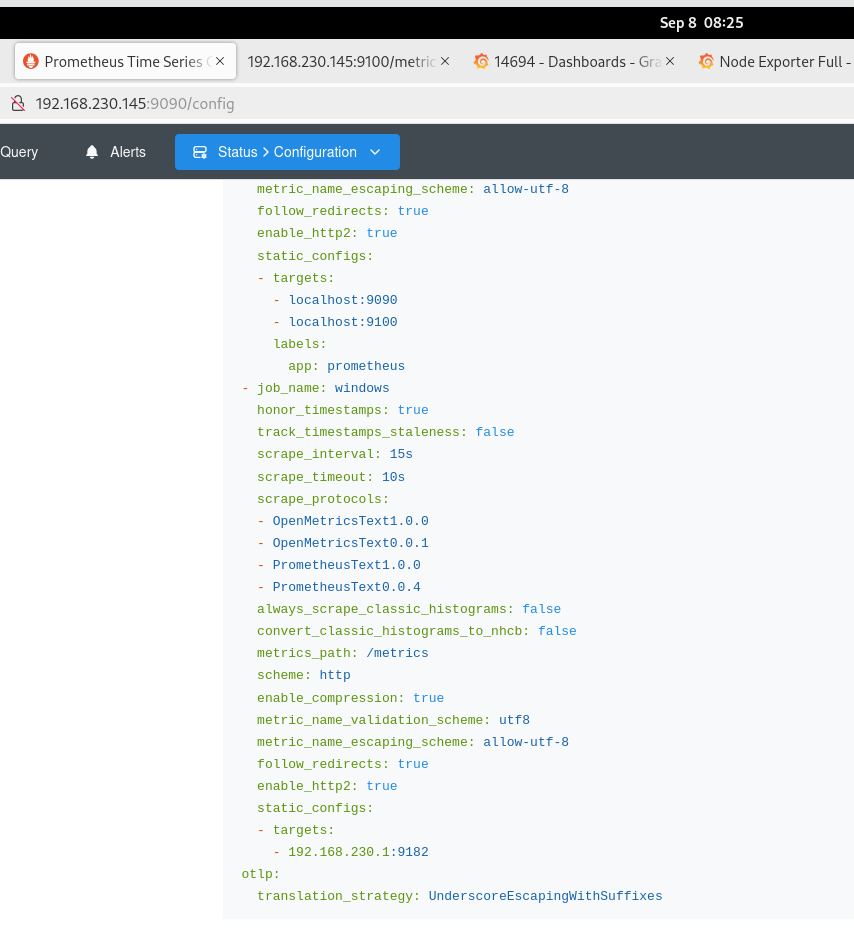 Sep 8 08:25
Prometheus Time Series
192.168.230.145:9100/metric
14694 - Dashboards - Gra
Node Exporter Full -
192.168.230.145:9090/config
Query
Alerts
Status > Configuration
metric_name_escaping_scheme: allow-utf-8
follow_redirects: true
enable_http2: true
static_configs:
- targets:
- localhost:9090
- localhost:9100
labels:
app: prometheus
- job_name: windows
honor_timestamps: true
track_timestamps_staleness: false
scrape_interval: 15s
scrape_timeout: 10s
scrape_protocols:
- OpenMetricsText1.0.0
- OpenMetricsText0.0.1
- PrometheusText1.0.0
- PrometheusText0.0.4
always_scrape_classic_histograms: false
convert_classic_histograms_to_nhcb: false
metrics_path: /metrics
scheme: http
enable_compression: true
metric_name_validation_scheme: utf8
metric_name_escaping_scheme: allow-utf-8
follow_redirects: true
enable_http2: true
static_configs:
- targets:
- 192.168.230.1:9182
otlp:
translation_strategy: UnderscoreEscapingWithSuffixes